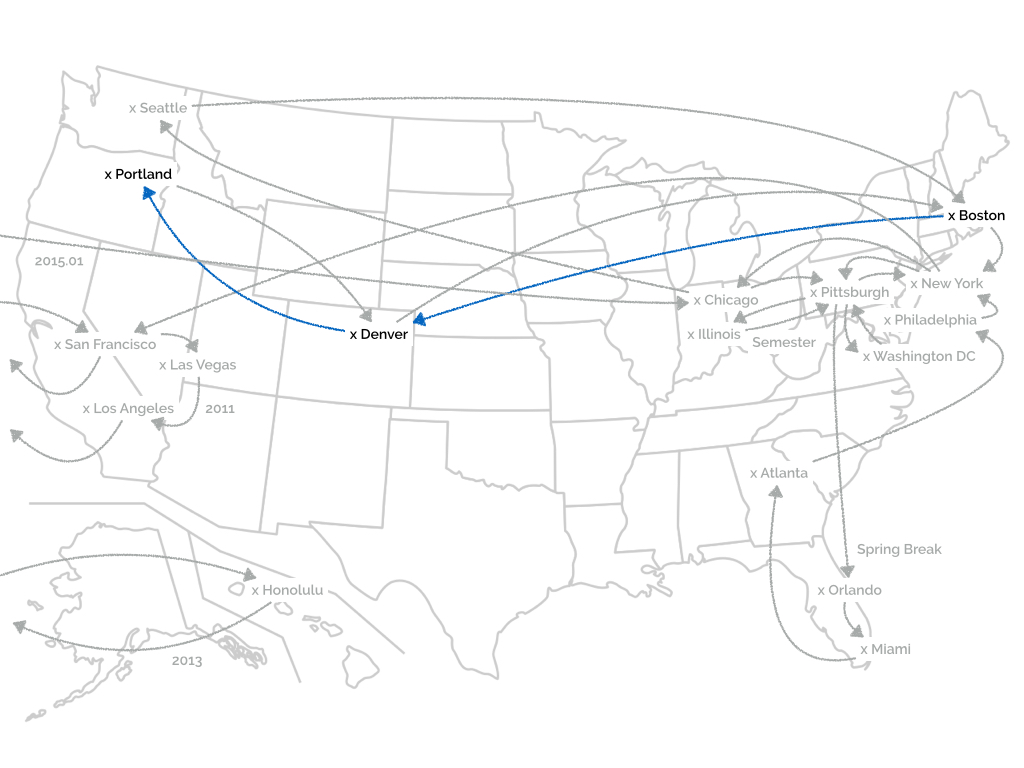 x Seattle
x Portland
x Boston
2015.01
x New York
x Pittsburgh
x Chicago
x Philadelphia
x Illinois
x Denver
Semester
x San Francisco
x Washington DC
x Las Vegas
x Los Angeles
2011
x Atlanta
Spring Break
x Honolulu
x Orlando
x Miami
2013